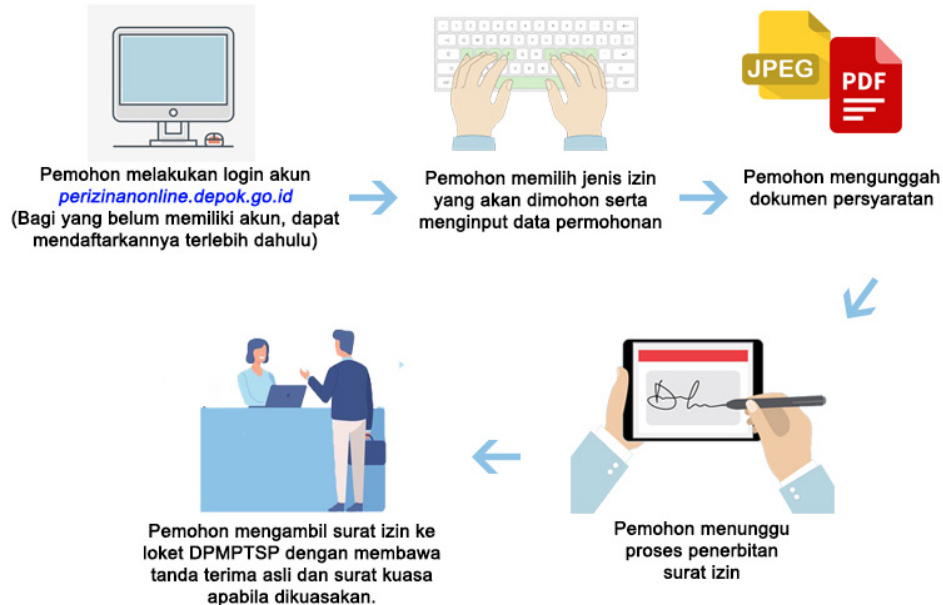 Pemohon melakukan login akun
perizinanonline.depok.go.id
(Bagi yang belum memiliki akun, dapat
mendaftarkannya terlebih dahulu)
Pemohon memilih jenis izin
yang akan dimohon serta
menginput data permohonan
JPEG
PDF
Pemohon mengunggah
dokumen persyaratan
Pemohon menunggu
proses penerbitan
surat izin
Pemohon mengambil surat izin ke
loket DPMPTSP dengan membawa
tanda terima asli dan surat kuasa
apabila dikuasakan.